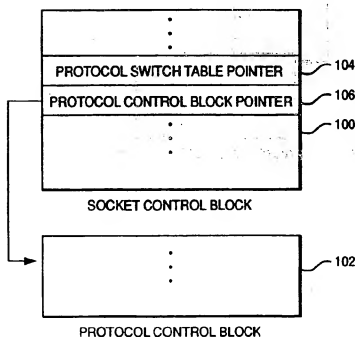 PROTOCOL SWITCH TABLE POINTER
104
PROTOCOL CONTROL BLOCK POINTER
106
100
SOCKET CONTROL BLOCK
102
PROTOCOL CONTROL BLOCK